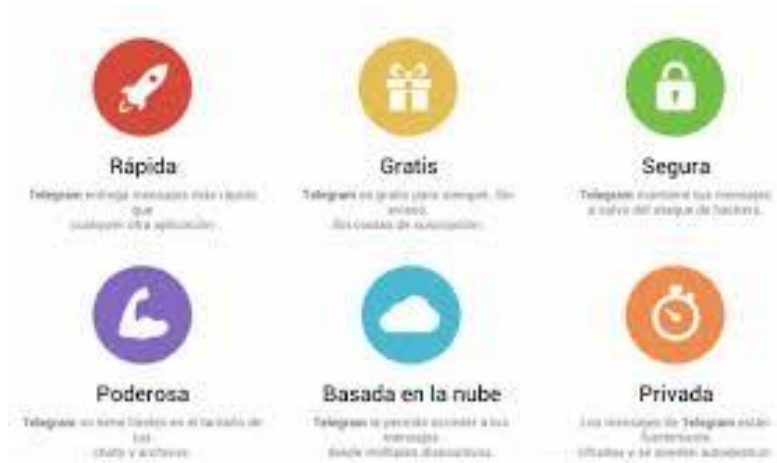 Rápida
Telegram entrega mensajes más rápido
que
cualquier otra aplicación.
Gratis
Telegram es gratis para siempre. Sin
Sin cuotas de suscripción.
Segura
Telegram mantiene tus mensajes
a salvo del ataque de hackers.
Poderosa
Telegram no tiene límites en el tamaño de
tus
chats y archivos.
Basada en la nube
Telegram te permite acceder a tus
mensajes
desde múltiples dispositivos.
Privada
Los mensajes de Telegram están
fuertemente
cifrados y se pueden autodestruir